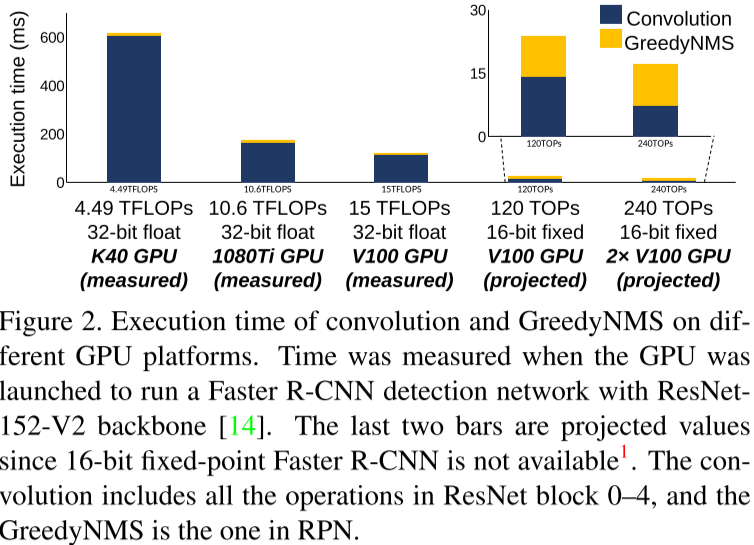 Execution time (ms)
600
400
200
0
30
15
0
Convolution
GreedyNMS
120TOPs
240TOPs
4.49TFLOPS
10.6TFLOPS
15TFLOPS
120TOPs
240TOPs
4.49 TFLOPs
32-bit float
K40 GPU
(measured)
10.6 TFLOPs
32-bit float
1080Ti GPU
(measured)
15 TFLOPs
32-bit float
V100 GPU
(measured)
120 TOPs
16-bit fixed
V100 GPU
(projected)
240 TOPs
16-bit fixed
2× V100 GPU
(projected)
Figure 2. Execution time of convolution and GreedyNMS on dif-
ferent GPU platforms. Time was measured when the GPU was
launched to run a Faster R-CNN detection network with ResNet-
152-V2 backbone [14]. The last two bars are projected values
since 16-bit fixed-point Faster R-CNN is not available1. The con-
volution includes all the operations in ResNet block 0–4, and the
GreedyNMS is the one in RPN.